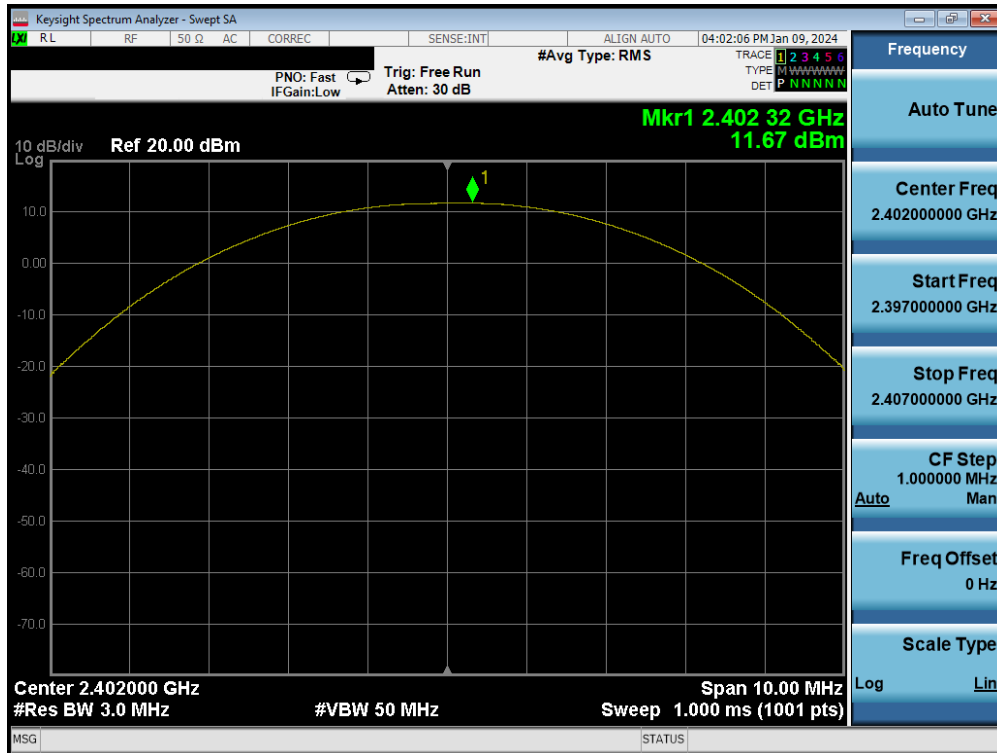 Keysight Spectrum Analyzer - Swept SA
LXI RL RF 50 Ω AC CORREC SENSE:INT ALIGN AUTO 04:02:06 PM Jan 09, 2024
PNO: Fast
IFGain:Low
Trig: Free Run
Atten: 30 dB
#Avg Type: RMS
TRACE 1 2 3 4 5 6
TYPE M WWWWW
DET P N N N N N
Mkr1 2.402 32 GHz
11.67 dBm
10 dB/div Ref 20.00 dBm
Log
1
10.0
0.00
-10.0
-20.0
-30.0
-40.0
-50.0
-60.0
-70.0
Center 2.402000 GHz Span 10.00 MHz
#Res BW 3.0 MHz #VBW 50 MHz Sweep 1.000 ms (1001 pts)
MSG STATUS
Frequency
Auto Tune
Center Freq
2.402000000 GHz
Start Freq
2.397000000 GHz
Stop Freq
2.407000000 GHz
CF Step
1.000000 MHz
Auto Man
Freq Offset
0 Hz
Scale Type
Log Lin